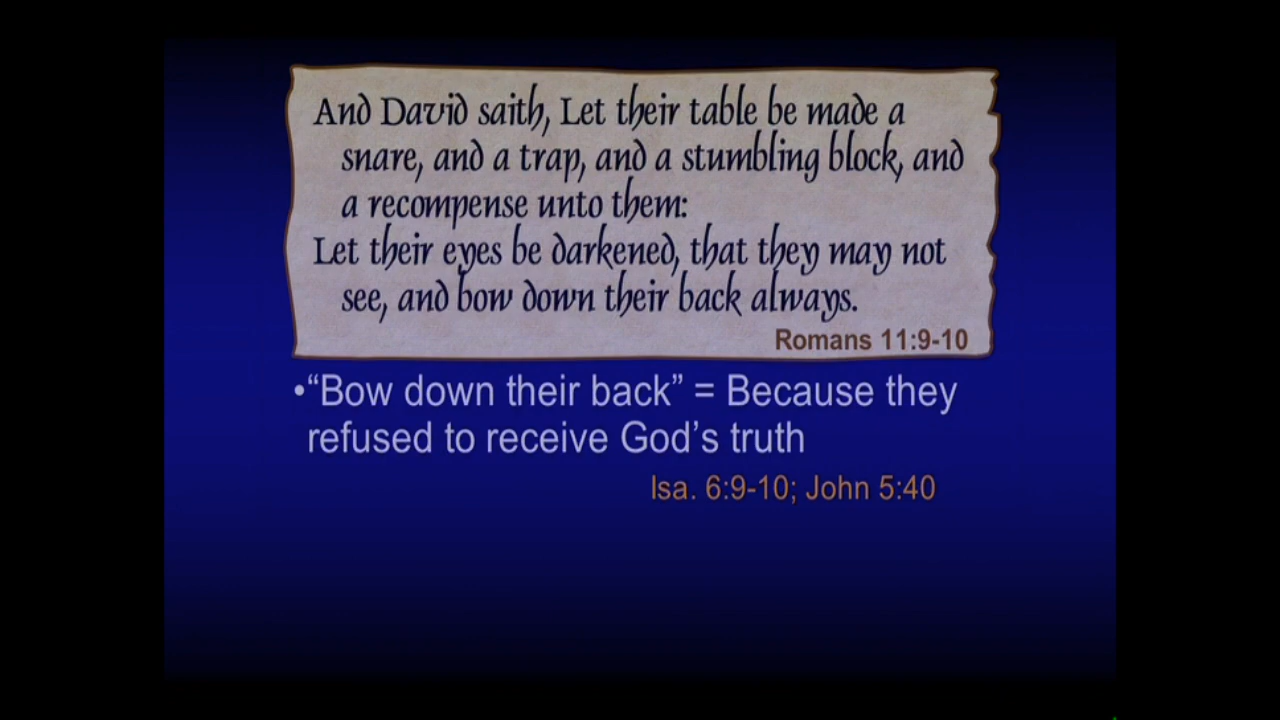 And David saith, Let their table be made a
snare, and a trap, and a stumbling block, and
a recompense unto them:
Let their eyes be darkened, that they may not
see, and bow down their back always.
Romans 11:9-10
•“Bow down their back” = Because they
refused to receive God’s truth
Isa. 6:9-10; John 5:40